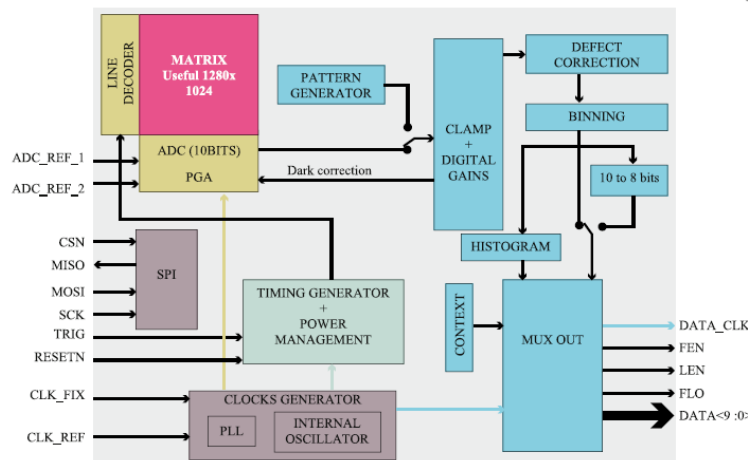 LINE
DECODER
MATRIX
Useful 1280x
1024
ADC (10BITS)
PGA
PATTERN
GENERATOR
CLAMP
+
DIGITAL
GAINS
DEFECT
CORRECTION
BINNING
10 to 8 bits
Dark correction
HISTOGRAM
ADC_REF_1
ADC_REF_2
CSN
MISO
MOSI
SCK
SPI
TRIG
RESETN
TIMING GENERATOR
+
POWER
MANAGEMENT
CONTEXT
MUX OUT
DATA_CLK
FEN
LEN
FLO
DATA<9 :0>
CLK_FIX
CLK_REF
CLOCKS GENERATOR
PLL
INTERNAL
OSCILLATOR